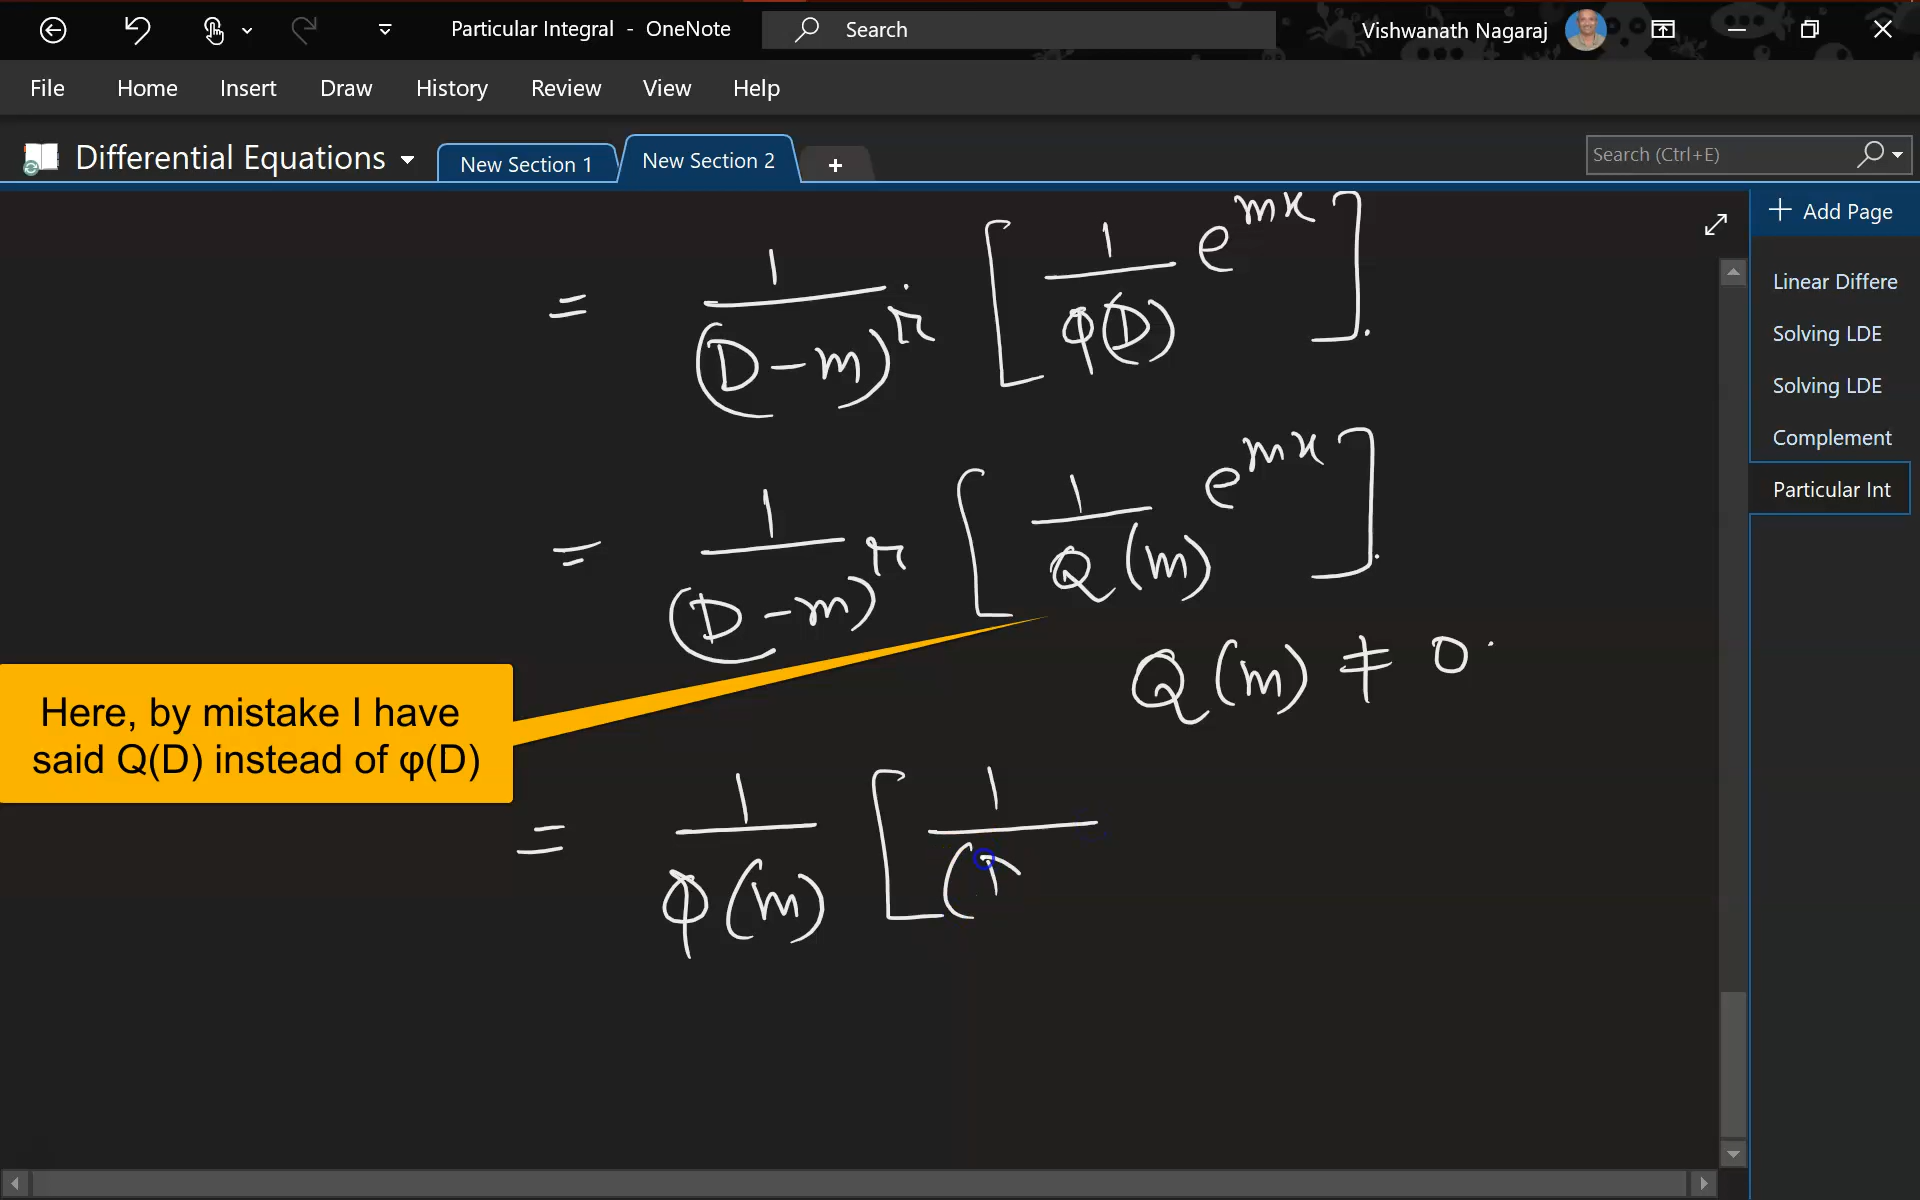 Particular Integral - OneNote
Search
Vishwanath Nagaraj
File Home Insert Draw History Review View Help
Differential Equations
New Section 1
New Section 2
+
Search (Ctrl+E)
+ Add Page
Linear Differe
Solving LDE
Solving LDE
Complement
Particular Int
= 1/(D-m)^r [1/φ(D) e^{mx}].
= 1/(D-m)^r [1/Q(m) e^{mx}].
Q(m) ≠ 0.
Here, by mistake I have
said Q(D) instead of φ(D)
= 1/φ(m) [1/(